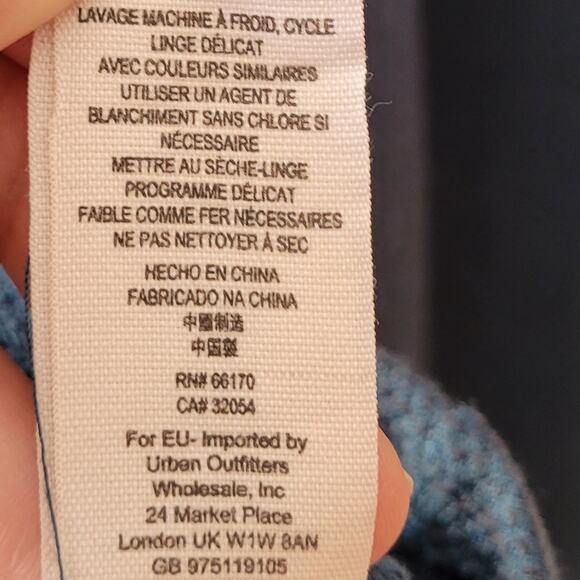 LAVAGE MACHINE À FROID, CYCLE
LINGE DÉLICAT
AVEC COULEURS SIMILAIRES
UTILISER UN AGENT DE
BLANCHIMENT SANS CHLORE SI
NÉCESSAIRE
METTRE AU SÈCHE-LINGE
PROGRAMME DÉLICAT
FAIBLE COMME FER NÉCESSAIRES
NE PAS NETTOYER À SEC
HECHO EN CHINA
FABRICADO NA CHINA
中國制造
中国製
RN# 66170
CA# 32054
For EU- Imported by
Urban Outfitters
Wholesale, Inc
24 Market Place
London UK W1W 8AN
GB 975119105